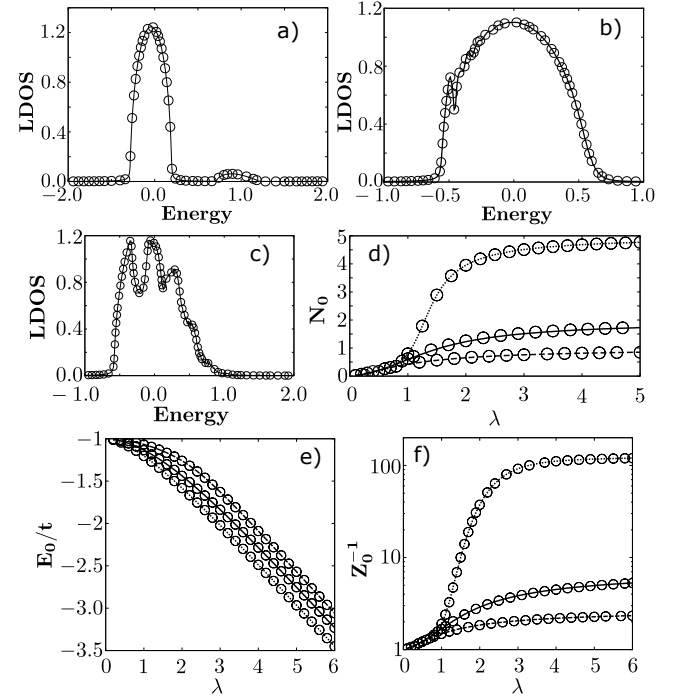 a)
LDOS
1.2
0.8
0.4
0.0
−2.0 −1.0 0.0 1.0 2.0
Energy
b)
LDOS
1.2
0.8
0.4
0.0
−1.0 −0.5 0.0 0.5 1.0
Energy
c)
LDOS
1.2
0.8
0.4
0.0
−1.0 0.0 1.0 2.0
Energy
d)
N₀
5
4
3
2
1
0
0 1 2 3 4 5
λ
e)
E₀/t
−1
−1.5
−2
−2.5
−3.0
−3.5
0 1 2 3 4 5 6
λ
f)
Z₀⁻¹
100
10
1
0 1 2 3 4 5 6
λ